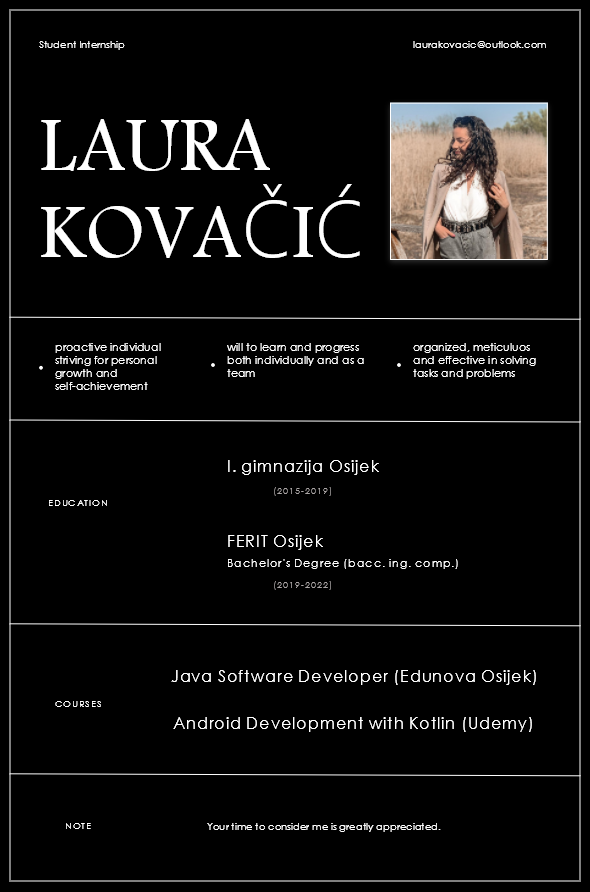 Student Internship
laurakovacic@outlook.com
LAURA
KOVAČIĆ
• proactive individual
striving for personal
growth and
self-achievement
• will to learn and progress
both individually and as a
team
• organized, meticuluos
and effective in solving
tasks and problems
EDUCATION
I. gimnazija Osijek
(2015-2019)
FERIT Osijek
Bachelor's Degree (bacc. ing. comp.)
(2019-2022)
COURSES
Java Software Developer (Edunova Osijek)
Android Development with Kotlin (Udemy)
NOTE
Your time to consider me is greatly appreciated.